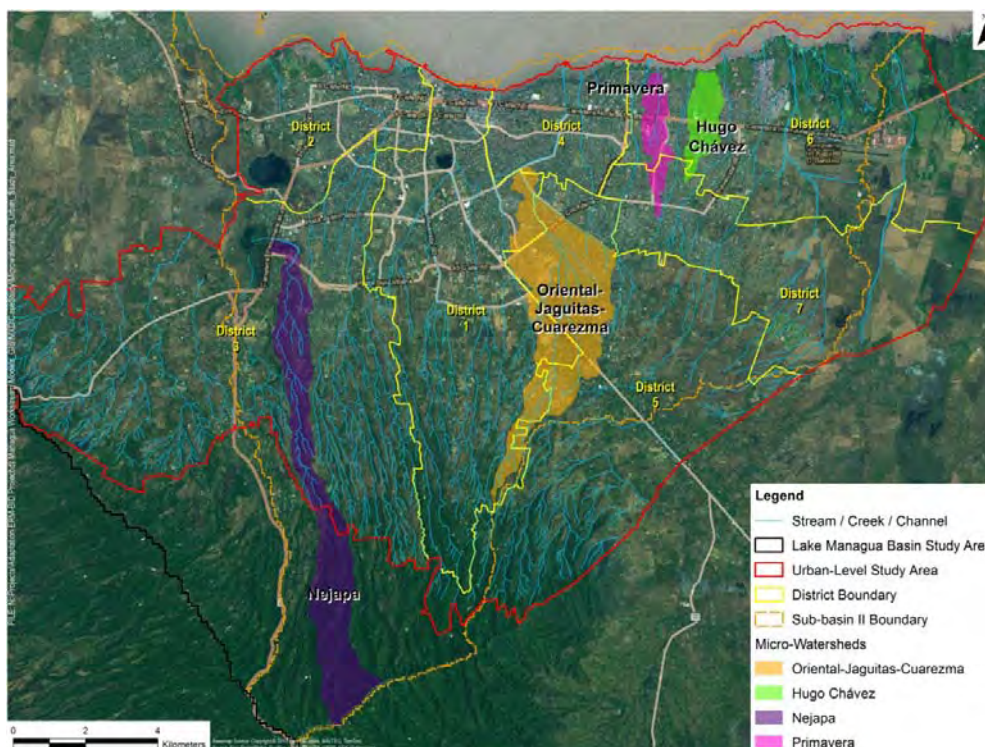 Primavera
Hugo
Chávez
District
2
District
4
District
6
Oriental-
Jaguitas-
Cuarezma
District
1
District
7
District
3
District
5
Nejapa
Legend
Stream / Creek / Channel
Lake Managua Basin Study Are
Urban-Level Study Area
District Boundary
Sub-basin II Boundary
Micro-Watersheds
Oriental-Jaguitas-Cuarezma
Hugo Chávez
Nejapa
Primavera
0 2 4
Kilometers